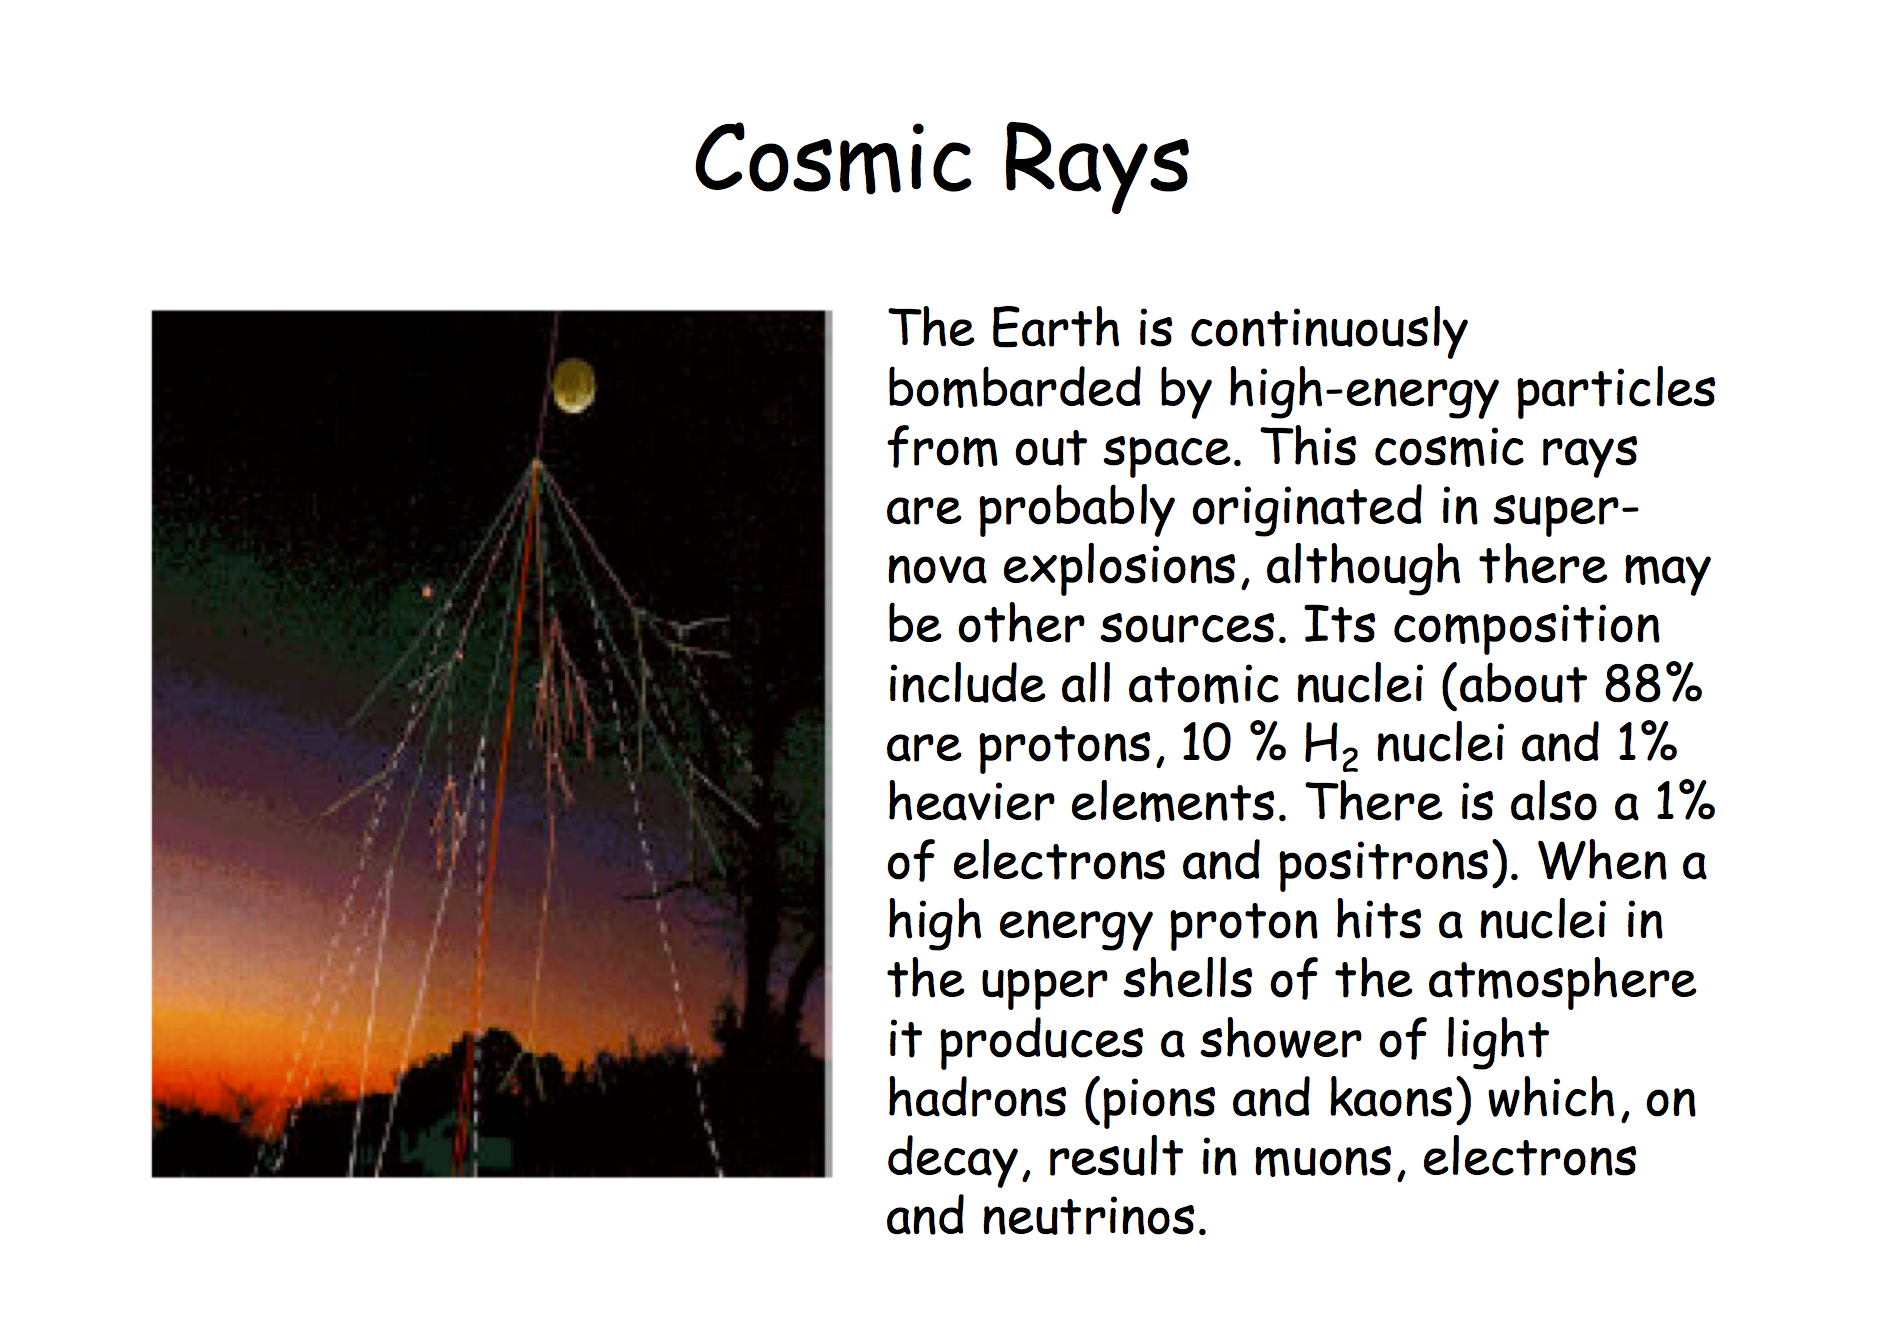 Cosmic Rays
The Earth is continuously
bombarded by high-energy particles
from out space. This cosmic rays
are probably originated in super-
nova explosions, although there may
be other sources. Its composition
include all atomic nuclei (about 88%
are protons, 10 % H₂ nuclei and 1%
heavier elements. There is also a 1%
of electrons and positrons). When a
high energy proton hits a nuclei in
the upper shells of the atmosphere
it produces a shower of light
hadrons (pions and kaons) which, on
decay, result in muons, electrons
and neutrinos.